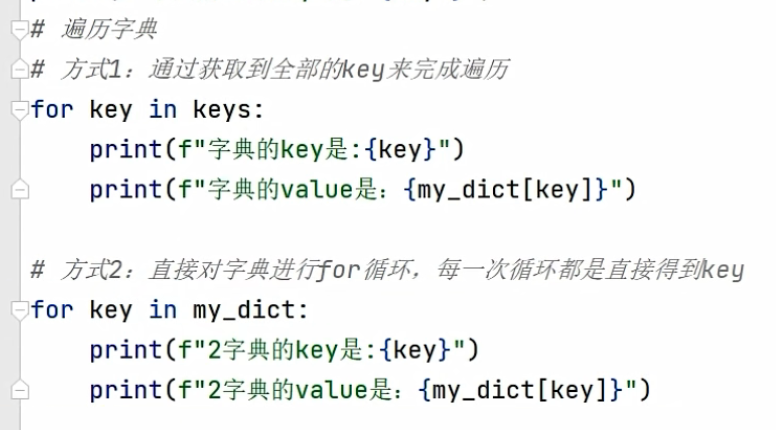 # 遍历字典
# 方式1：通过获取到全部的key来完成遍历
for key in keys:
    print(f"字典的key是:{key}")
    print(f"字典的value是：{my_dict[key]}")
# 方式2：直接对字典进行for循环，每一次循环都是直接得到key
for key in my_dict:
    print(f"2字典的key是:{key}")
    print(f"2字典的value是：{my_dict[key]}")